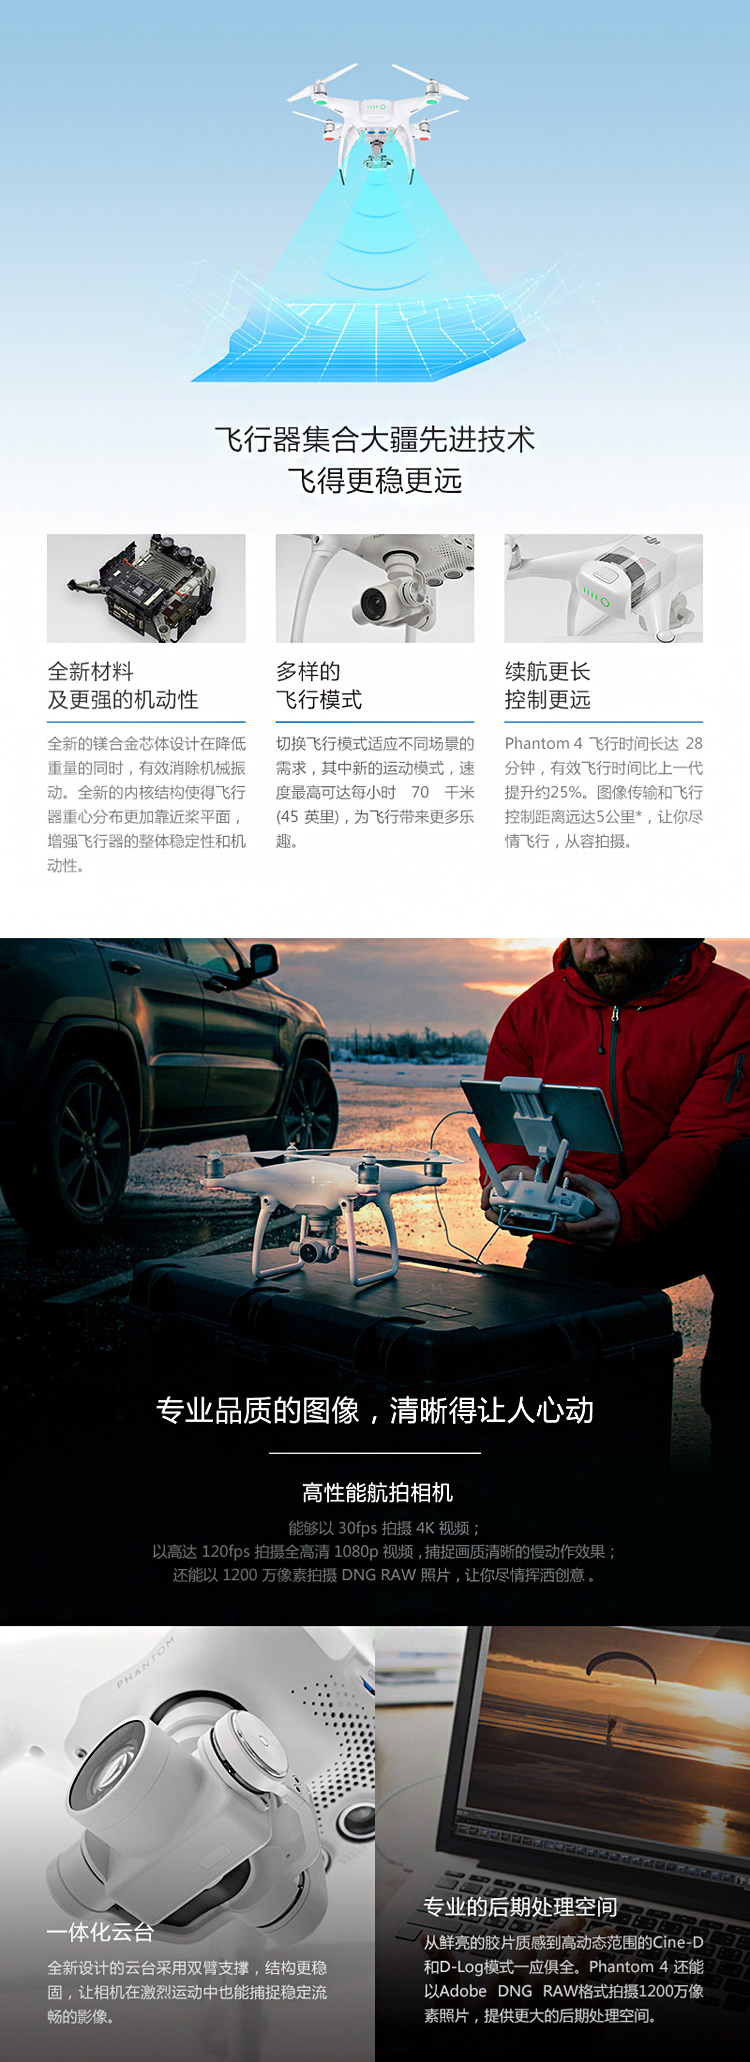 飞行器集合大疆先进技术
飞得更稳更远
全新材料
及更强的机动性
全新的镁合金芯体设计在降低
重量的同时，有效消除机械振
动。全新的内核结构使得飞行
器重心分布更加靠近桨平面，
增强飞行器的整体稳定性和机
动性。
多样的
飞行模式
切换飞行模式适应不同场景的
需求，其中新的运动模式，速
度最高可达每小时 70 千米
(45 英里)，为飞行带来更多乐
趣。
DJI
续航更长
控制更远
Phantom 4 飞行时间长达 28
分钟，有效飞行时间比上一代
提升约25%。图像传输和飞行
控制距离远达5公里*，让你尽
情飞行，从容拍摄。
专业品质的图像，清晰得让人心动
高性能航拍相机
能够以 30fps 拍摄 4K 视频；
以高达 120fps 拍摄全高清 1080p 视频，捕捉画质清晰的慢动作效果；
还能以 1200 万像素拍摄 DNG RAW 照片，让你尽情挥洒创意。
PHANTOM
一体化云台
全新设计的云台采用双臂支撑，结构更稳
固，让相机在激烈运动中也能捕捉稳定流
畅的影像。
专业的后期处理空间
从鲜亮的胶片质感到高动态范围的Cine-D
和D-Log模式一应俱全。Phantom 4 还能
以Adobe DNG RAW格式拍摄1200万像
素照片，提供更大的后期处理空间。